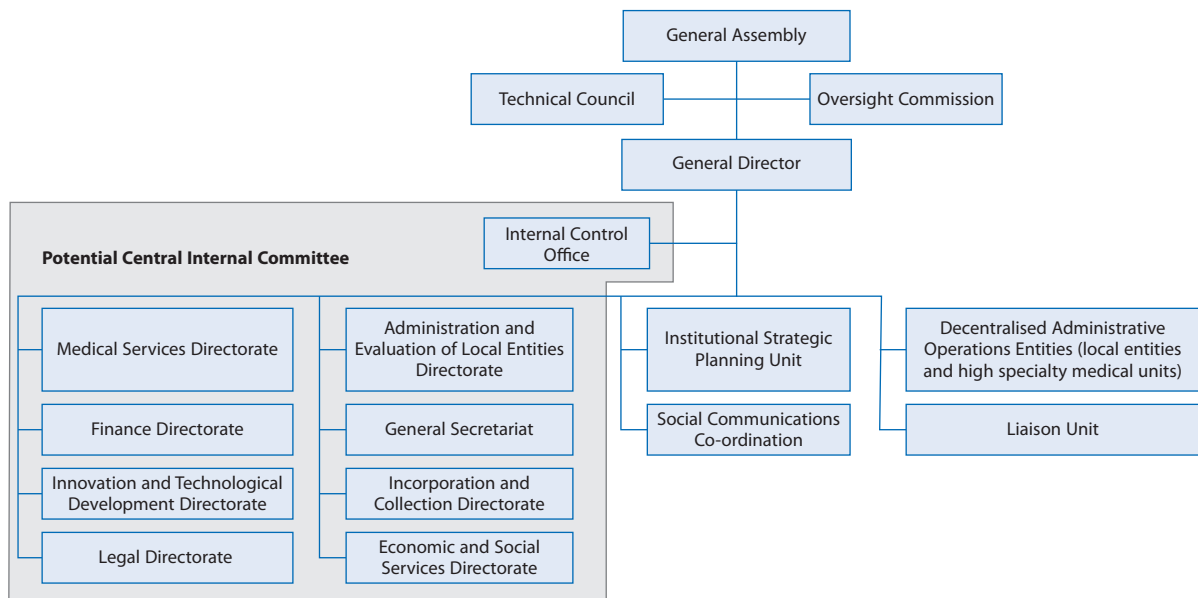 General Assembly
Technical Council
Oversight Commission
General Director
Internal Control
Office
Potential Central Internal Committee
Medical Services Directorate
Administration and
Evaluation of Local Entities
Directorate
Institutional Strategic
Planning Unit
Decentralised Administrative
Operations Entities (local entities
and high specialty medical units)
Finance Directorate
General Secretariat
Social Communications
Co-ordination
Liaison Unit
Innovation and Technological
Development Directorate
Incorporation and
Collection Directorate
Legal Directorate
Economic and Social
Services Directorate